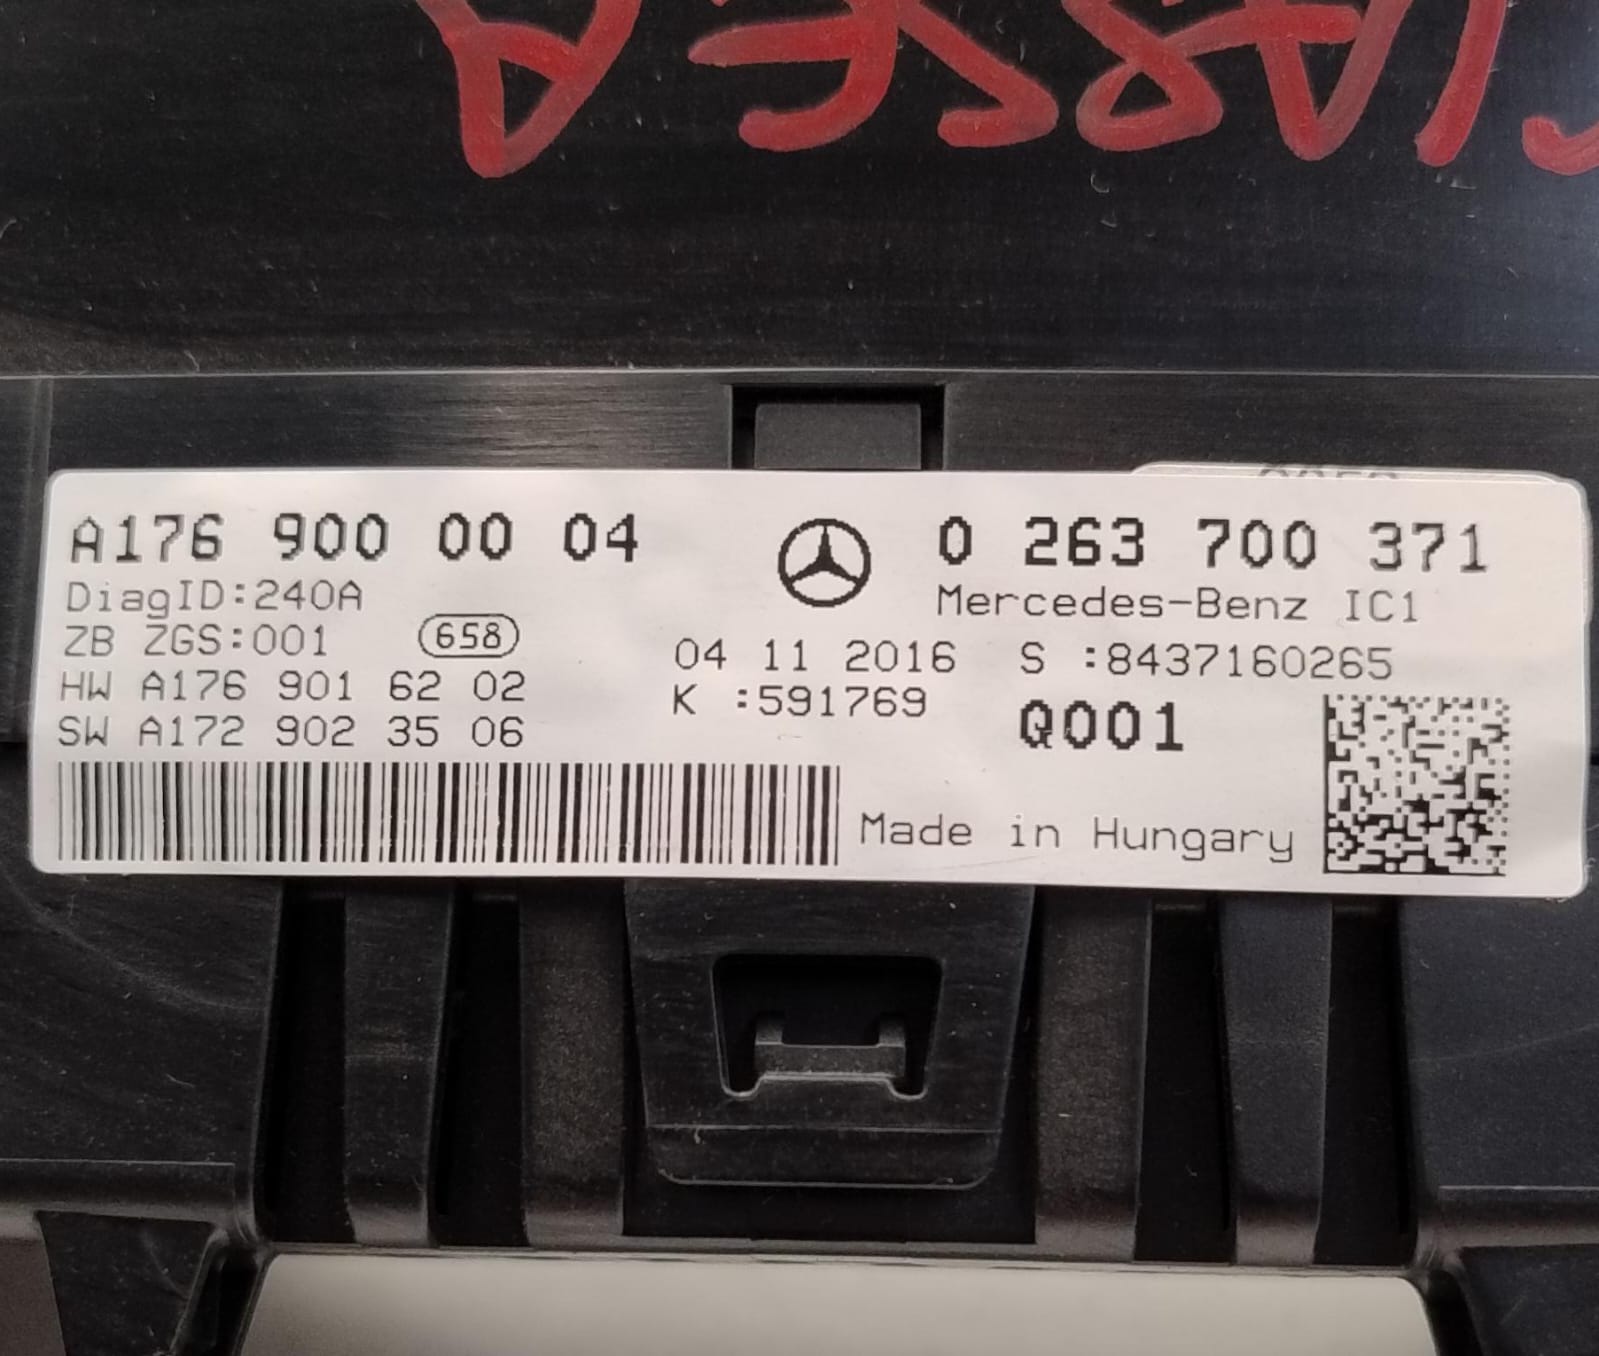 CLASSE A
A176 900 00 04
DiagID:240A
ZB ZGS:001 658
HW A176 901 62 02
SW A172 902 35 06
0 263 700 371
Mercedes-Benz IC1
04 11 2016 S :8437160265
K :591769
Q001
Made in Hungary